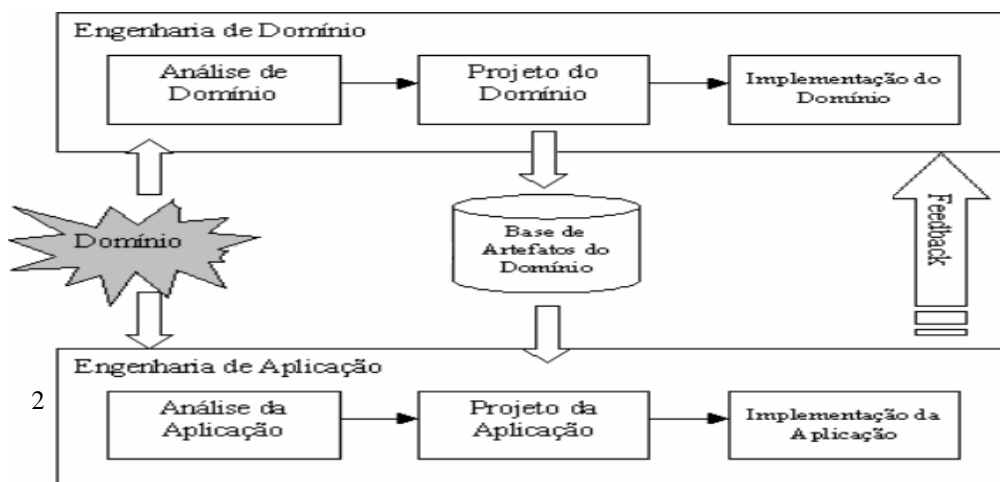 Engenharia de Domínio
Análise de
Domínio
Projeto do
Domínio
Implementação do
Domínio
Domínio
Base de
Artefatos do
Domínio
Feedback
Engenharia de Aplicação
2
Análise da
Aplicação
Projeto da
Aplicação
Implementação da
Aplicação